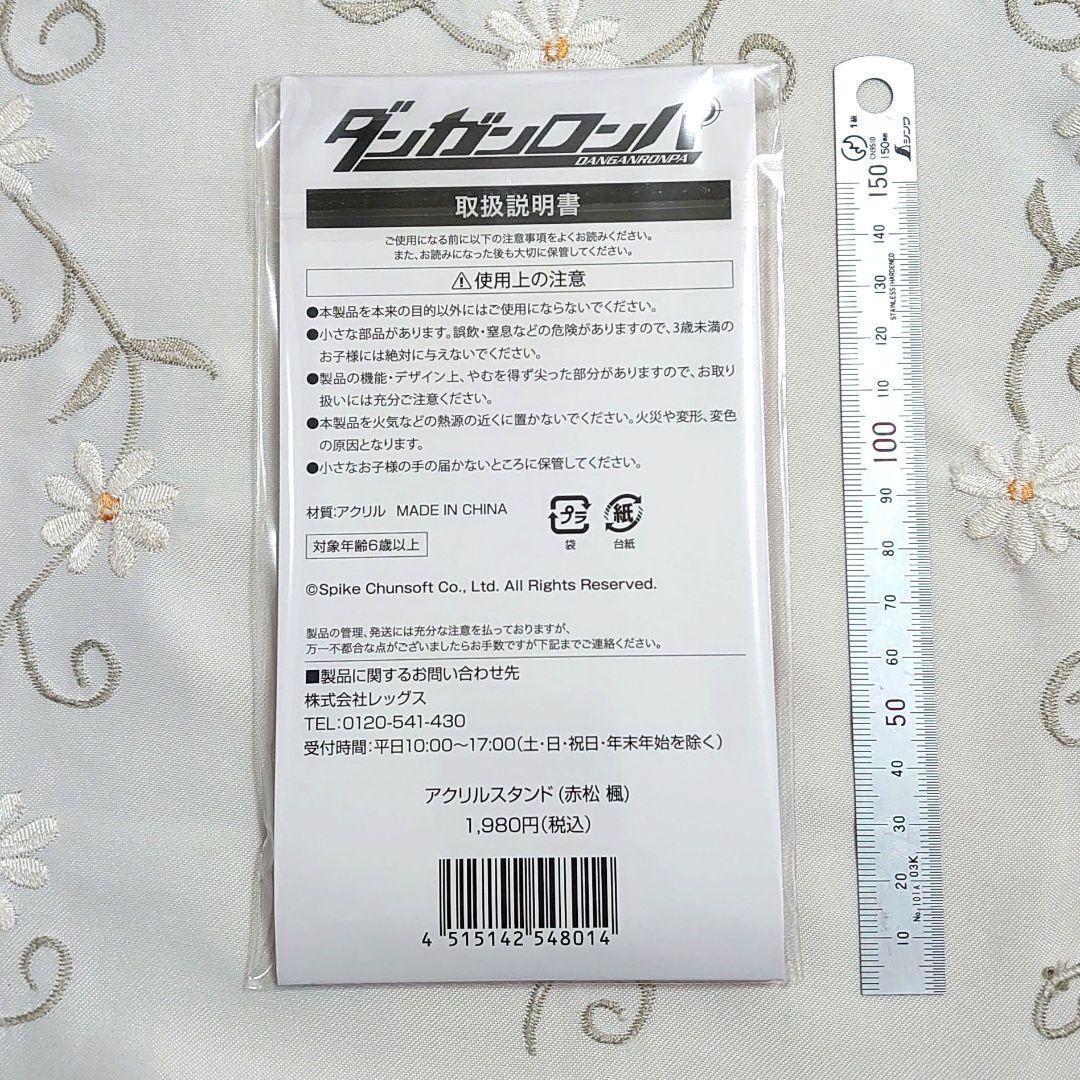 ダンガンロンパ
DANGANRONPA
取扱説明書
ご使用になる前に以下の注意事項をよくお読みください。
また、お読みになった後も大切に保管してください。
⚠使用上の注意
●本製品を本来の目的以外にはご使用にならないでください。
●小さな部品があります。誤飲・窒息などの危険がありますので、3歳未満の
お子様には絶対に与えないでください。
●製品の機能・デザイン上、やむを得ず尖った部分がありますので、お取り
扱いには充分ご注意ください。
●本製品を火気などの熱源の近くに置かないでください。火災や変形、変色
の原因となります。
●小さなお子様の手の届かないところに保管してください。
材質:アクリル MADE IN CHINA
プラ 紙
袋 台紙
対象年齢6歳以上
©Spike Chunsoft Co., Ltd. All Rights Reserved.
製品の管理、発送には充分な注意を払っておりますが、
万一不都合な点がございましたらお手数ですが下記までご連絡ください。
■製品に関するお問い合わせ先
株式会社レッグス
TEL:0120-541-430
受付時間:平日10:00〜17:00(土・日・祝日・年末年始を除く)
アクリルスタンド(赤松 楓)
1,980円(税込)
4 515142 548014
1級
150mm
シンワ
150
140
130
STAINLESS HARDENED
120
110
100
90
80
70
60
50
40
30
20
10
No.101A 03K